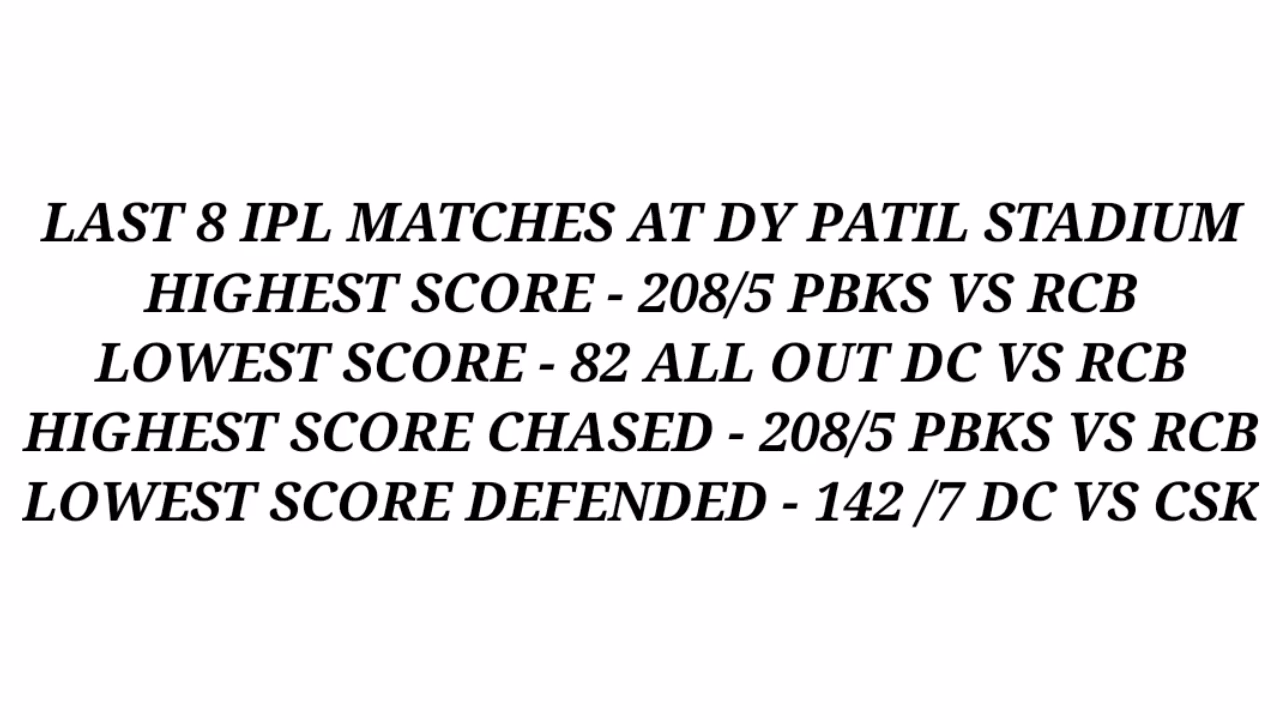 LAST 8 IPL MATCHES AT DY PATIL STADIUM
HIGHEST SCORE - 208/5 PBKS VS RCB
LOWEST SCORE - 82 ALL OUT DC VS RCB
HIGHEST SCORE CHASED - 208/5 PBKS VS RCB
LOWEST SCORE DEFENDED - 142 /7 DC VS CSK